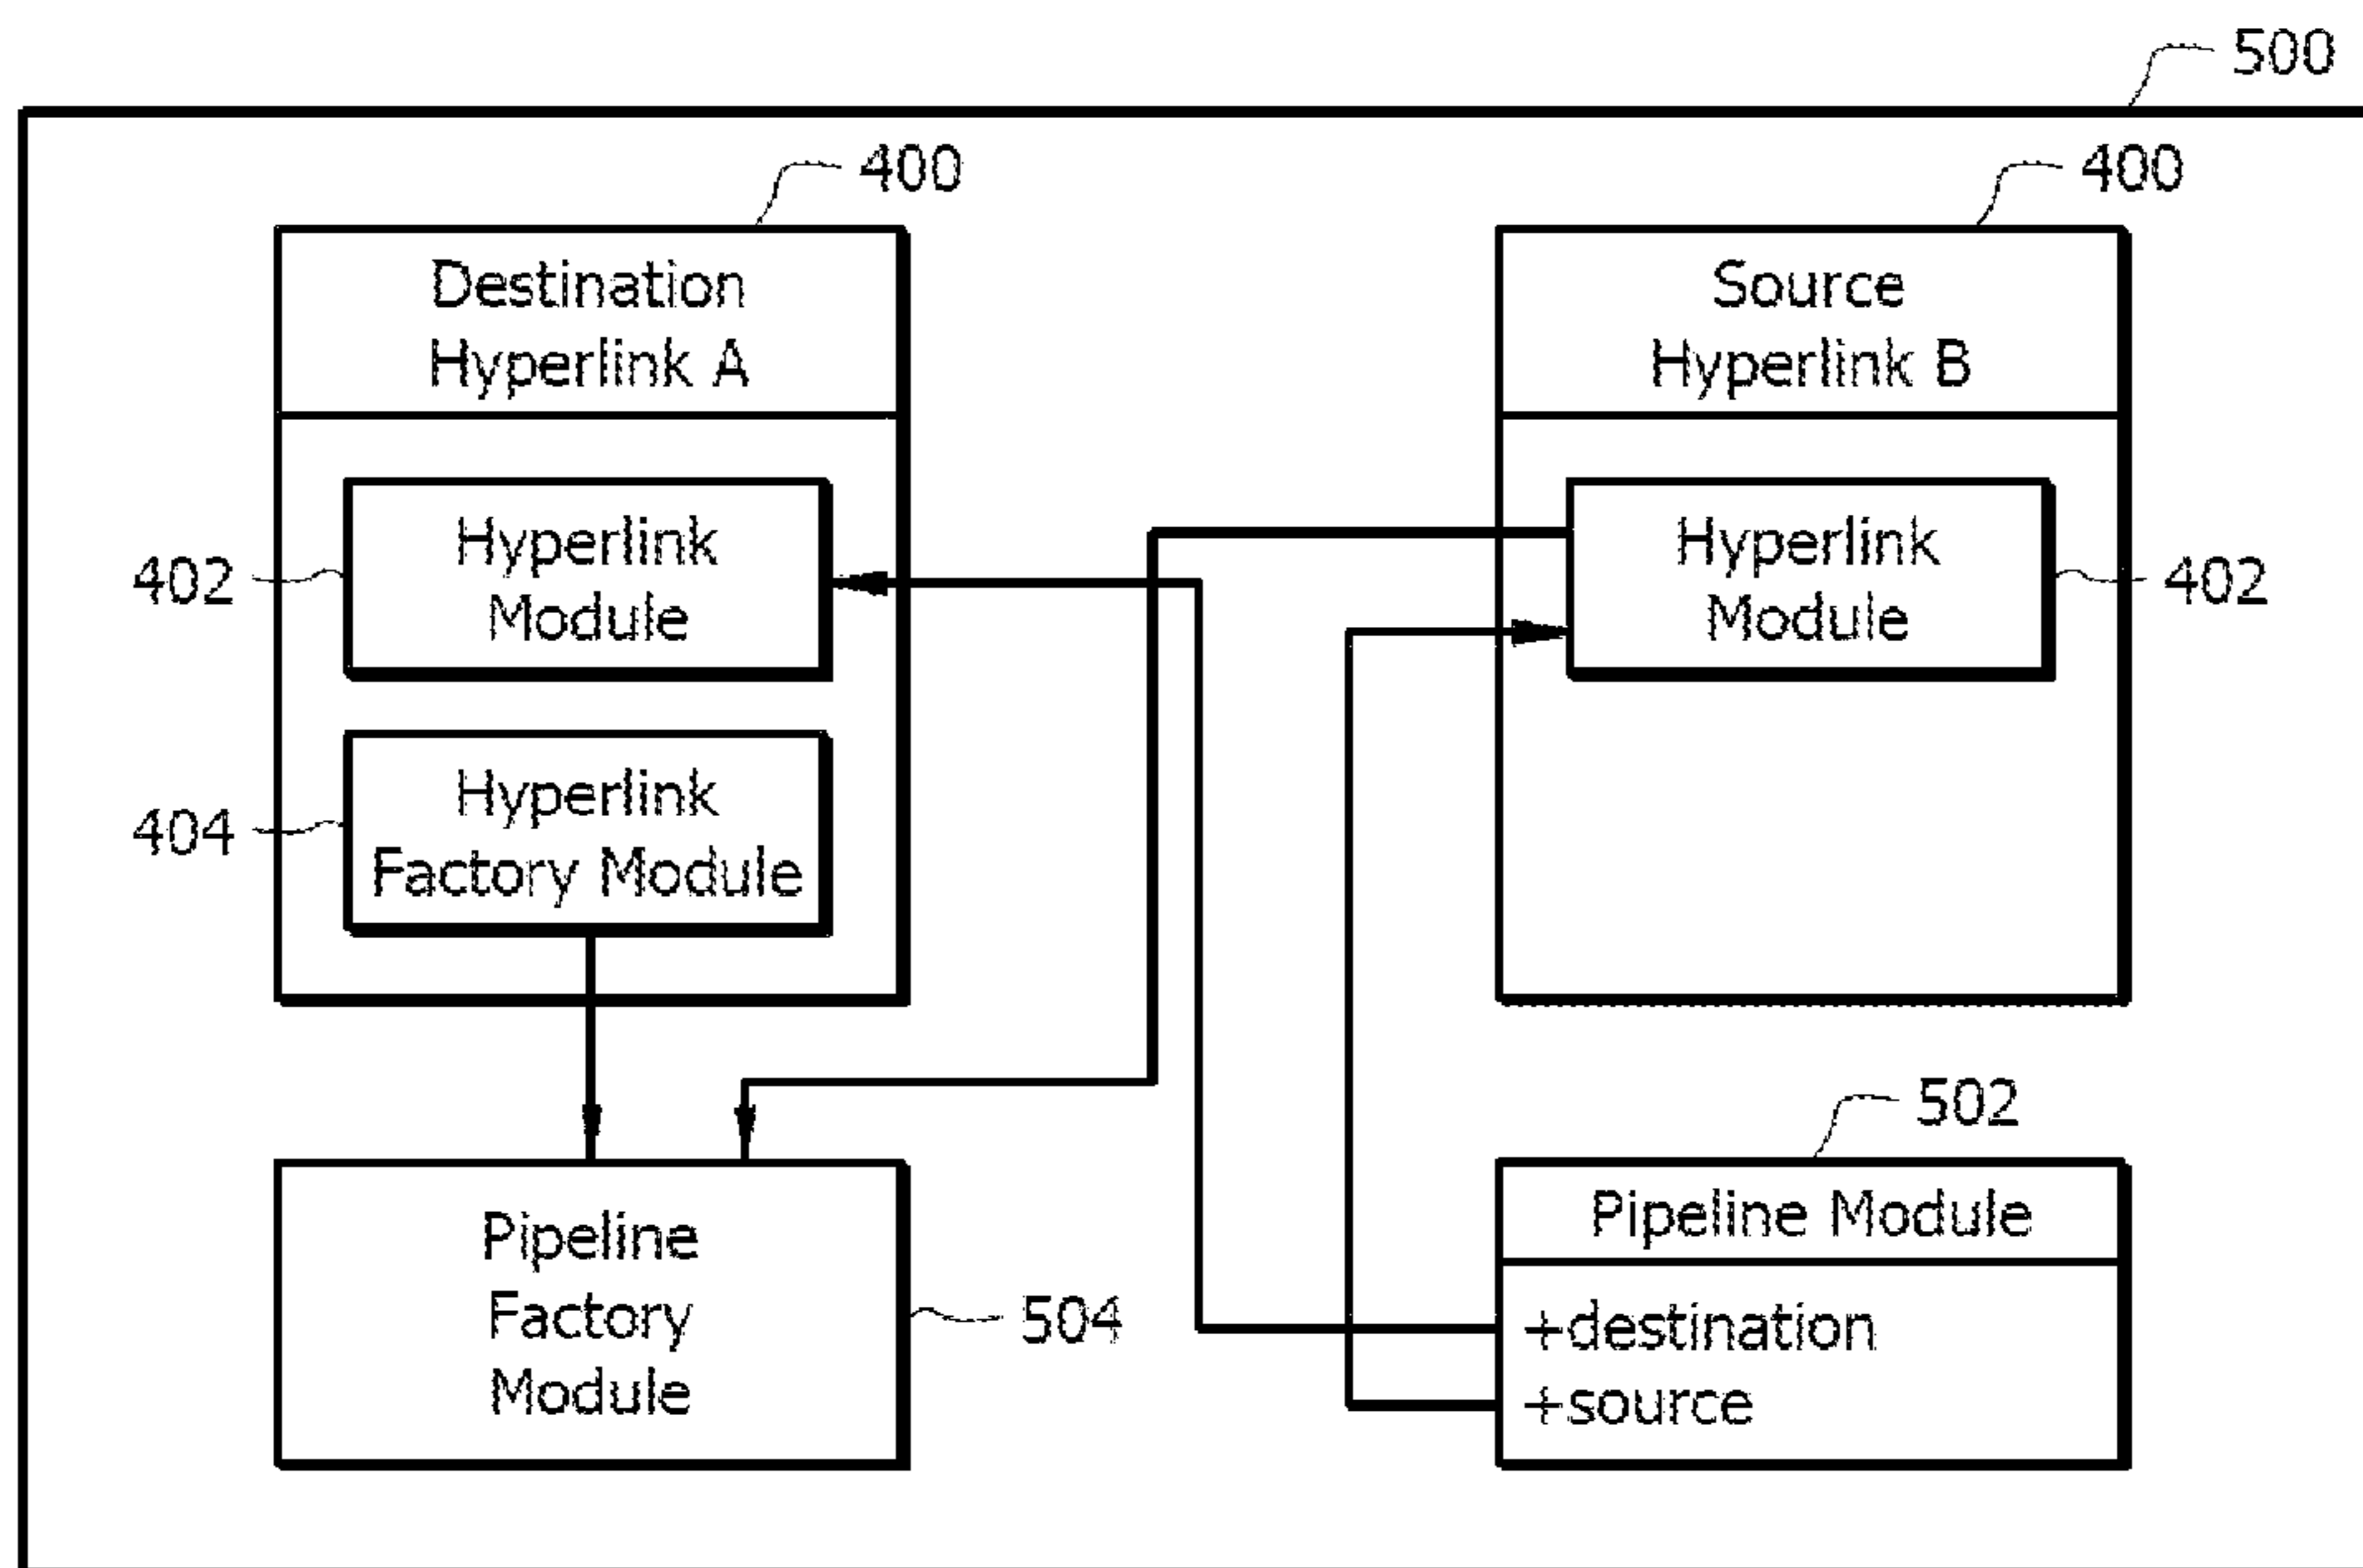 500
400
400
Destination
Hyperlink A
Source
Hyperlink B
Hyperlink
Module
402
Hyperlink
Module
402
Hyperlink
Factory Module
404
502
Pipeline
Factory
Module
504
Pipeline Module
+destination
+source